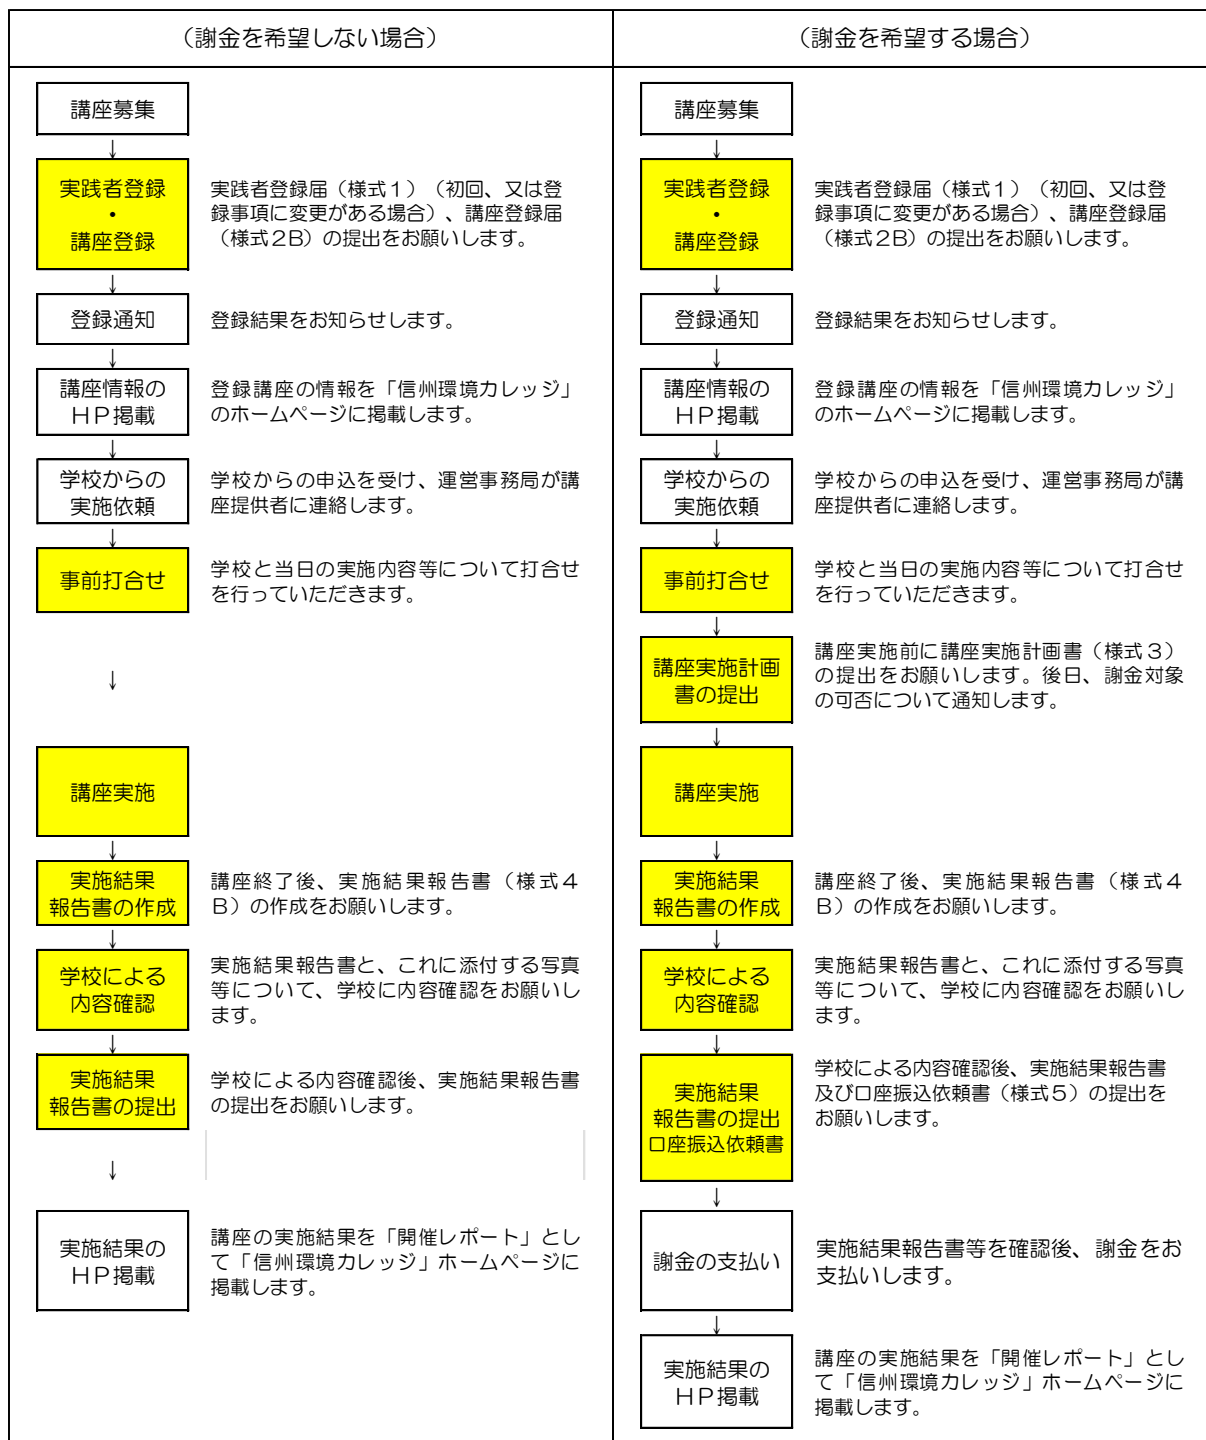 （謝金を希望しない場合）
講座募集
↓
実践者登録
・
講座登録
実践者登録届（様式１）（初回、又は登
録事項に変更がある場合）、講座登録届
（様式２B）の提出をお願いします。
↓
登録通知
登録結果をお知らせします。
↓
講座情報の
ＨＰ掲載
登録講座の情報を「信州環境カレッジ」
のホームページに掲載します。
↓
学校からの
実施依頼
学校からの申込を受け、運営事務局が講
座提供者に連絡します。
↓
事前打合せ
学校と当日の実施内容等について打合せ
を行っていただきます。
↓
講座実施
↓
実施結果
報告書の作成
講座終了後、実施結果報告書（様式４
B）の作成をお願いします。
↓
学校による
内容確認
実施結果報告書と、これに添付する写真
等について、学校に内容確認をお願いし
ます。
↓
実施結果
報告書の提出
学校による内容確認後、実施結果報告書
の提出をお願いします。
↓
実施結果の
ＨＰ掲載
講座の実施結果を「開催レポート」とし
て「信州環境カレッジ」ホームページに
掲載します。
（謝金を希望する場合）
講座募集
↓
実践者登録
・
講座登録
実践者登録届（様式１）（初回、又は登
録事項に変更がある場合）、講座登録届
（様式２B）の提出をお願いします。
↓
登録通知
登録結果をお知らせします。
↓
講座情報の
ＨＰ掲載
登録講座の情報を「信州環境カレッジ」
のホームページに掲載します。
↓
学校からの
実施依頼
学校からの申込を受け、運営事務局が講
座提供者に連絡します。
↓
事前打合せ
学校と当日の実施内容等について打合せ
を行っていただきます。
↓
講座実施計画
書の提出
講座実施前に講座実施計画書（様式３）
の提出をお願いします。後日、謝金対象
の可否について通知します。
↓
講座実施
↓
実施結果
報告書の作成
講座終了後、実施結果報告書（様式４
B）の作成をお願いします。
↓
学校による
内容確認
実施結果報告書と、これに添付する写真
等について、学校に内容確認をお願いし
ます。
↓
実施結果
報告書の提出
口座振込依頼書
学校による内容確認後、実施結果報告書
及び口座振込依頼書（様式５）の提出を
お願いします。
↓
謝金の支払い
実施結果報告書等を確認後、謝金をお
支払いします。
↓
実施結果の
ＨＰ掲載
講座の実施結果を「開催レポート」とし
て「信州環境カレッジ」ホームページに
掲載します。